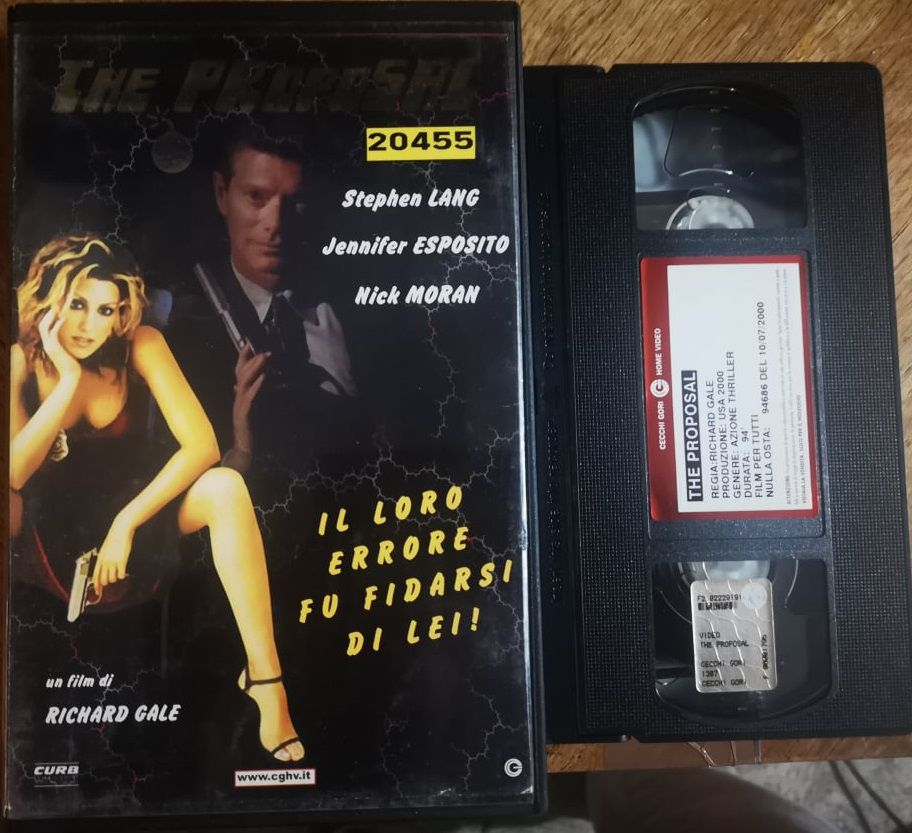 THE PROPOSAL
20455
Stephen LANG
Jennifer ESPOSITO
Nick MORAN
IL LORO
ERRORE
FU FIDARSI
DI LEI!
un film di
RICHARD GALE
CURB
www.cghv.it
CECCHI GORI HOME VIDEO
THE PROPOSAL
REGIA:RICHARD GALE
PRODUZIONE: USA 2000
GENERE: AZIONE THRILLER
DURATA: 94'
FILM PER TUTTI
NULLA OSTA: 94686 DEL 10/07/2000
VIDEO
THE PROPOSAL
CECCHI GORI
1307
CECCHI GORI